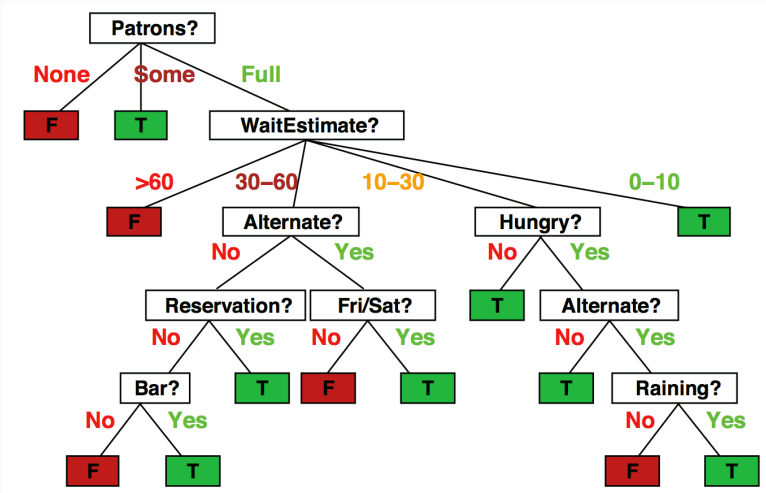 Patrons?
None Some Full
F T WaitEstimate?
>60 30–60 10–30 0–10
F Alternate? Hungry? T
No Yes No Yes
Reservation? Fri/Sat? T Alternate?
No Yes No Yes No Yes
Bar? T F T T Raining?
No Yes No Yes
F T F T